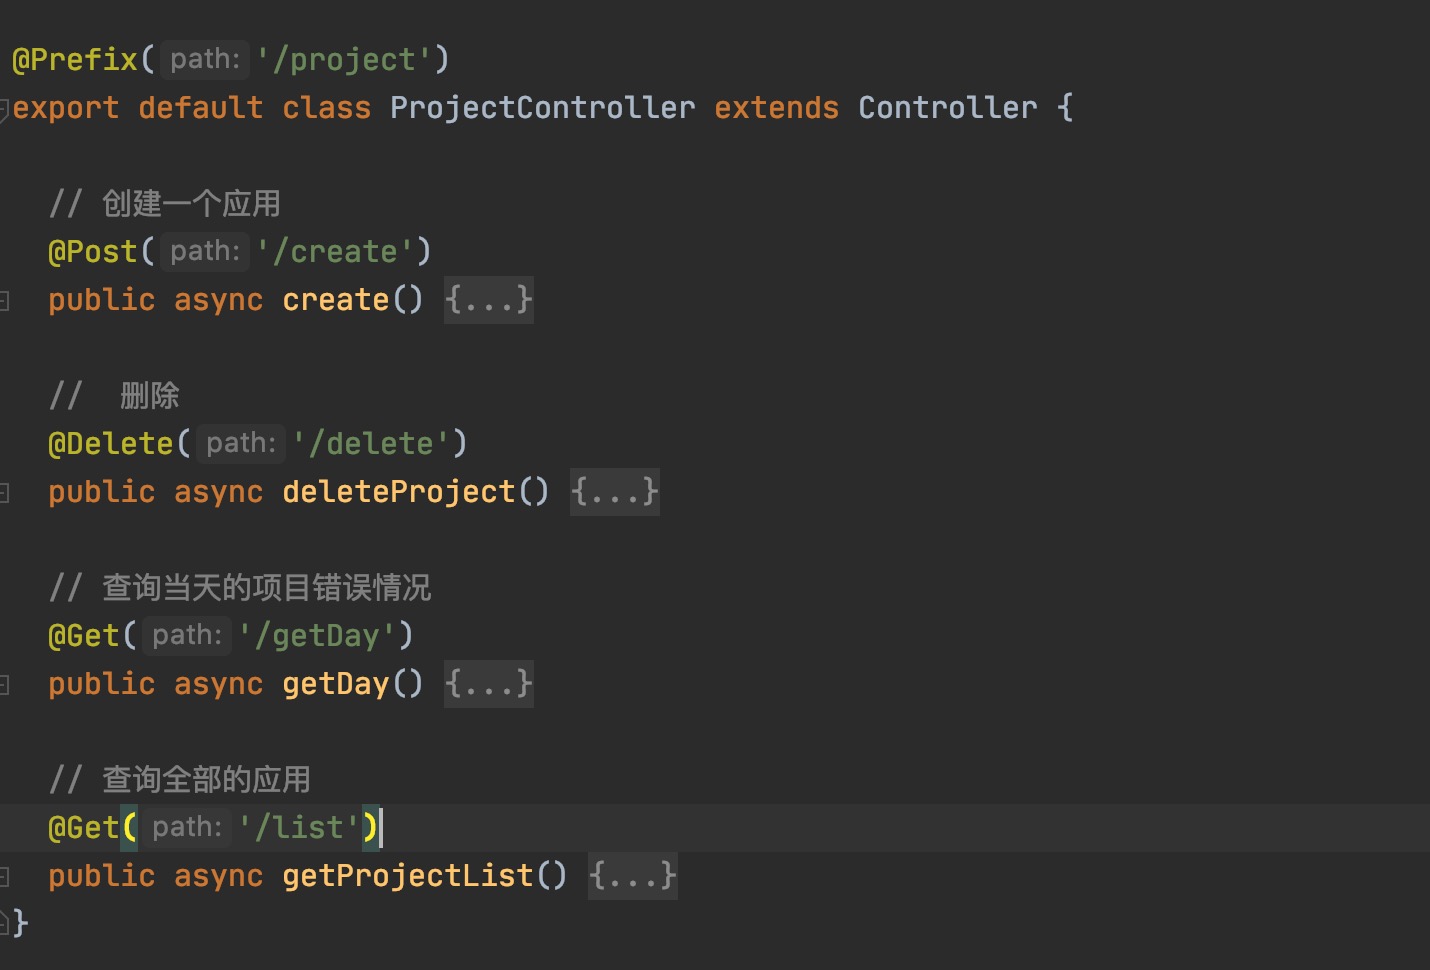 @Prefix( path: '/project')
export default class ProjectController extends Controller {
// 创建一个应用
@Post( path: '/create')
public async create() {...}
//  删除
@Delete( path: '/delete')
public async deleteProject() {...}
// 查询当天的项目错误情况
@Get( path: '/getDay')
public async getDay() {...}
// 查询全部的应用
@Get( path: '/list')
public async getProjectList() {...}
}